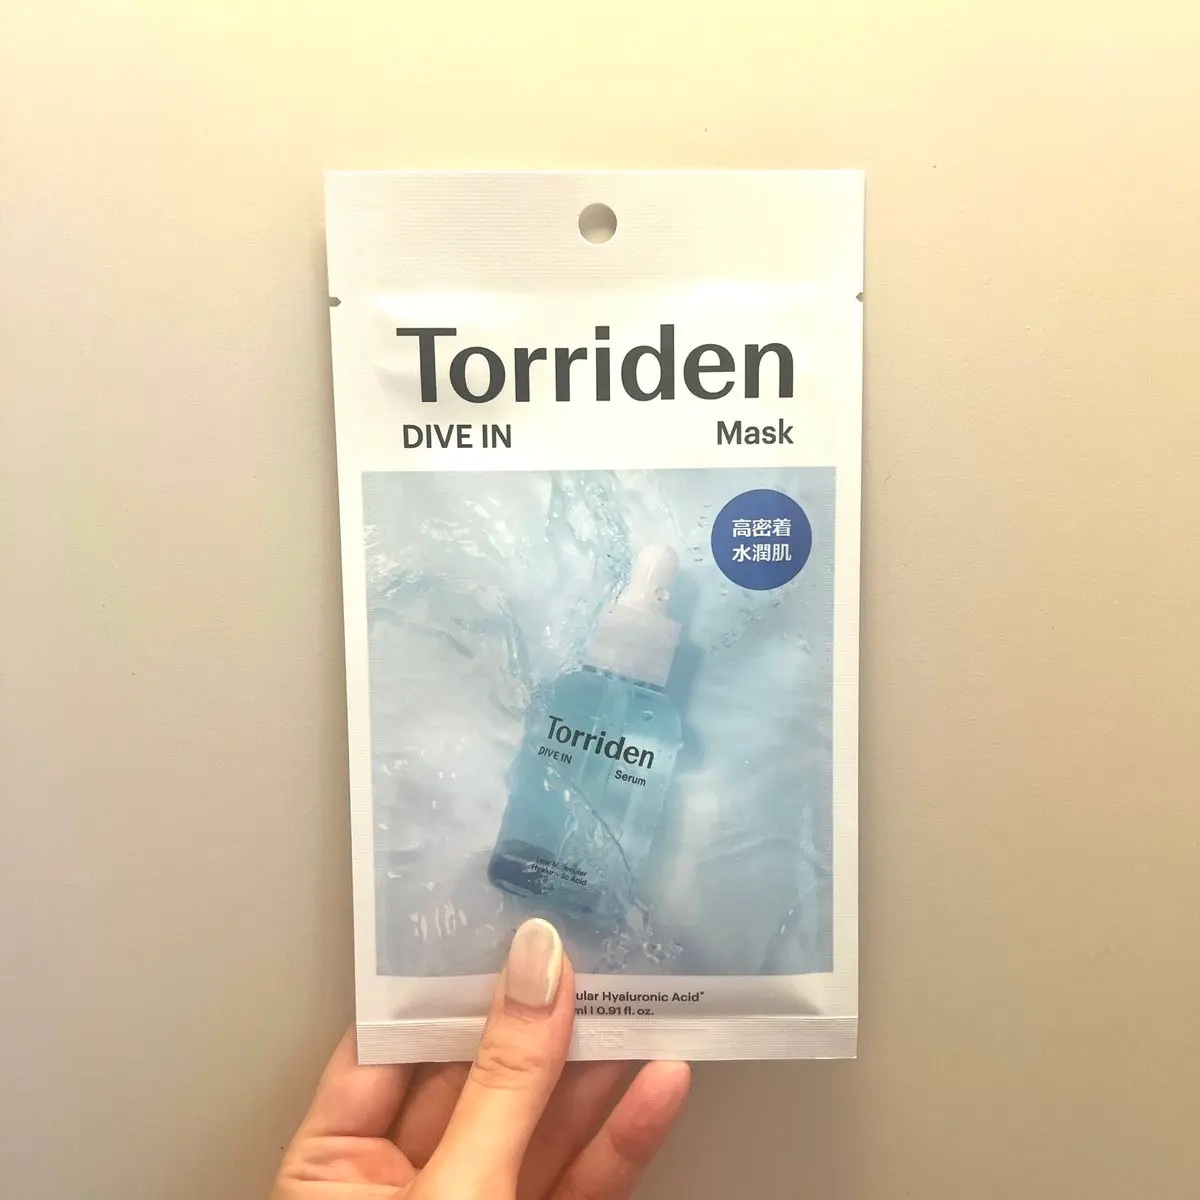 Torriden
DIVE IN Mask
高密着
水潤肌
Torriden
DIVE IN
Serum
Low Molecular
Hyaluronic Acid
Hyaluronic Acid*
ml | 0.91 fl. oz.